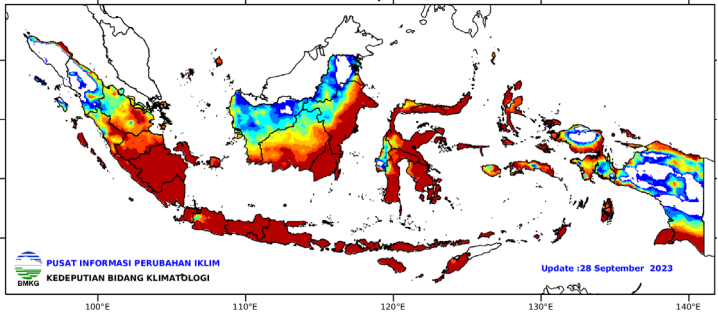 PUSAT INFORMASI PERUBAHAN IKLIM
KEDEPUTIAN BIDANG KLIMATOLOGI
BMKG
Update :28 September 2023
100°E
110°E
120°E
130°E
140°E